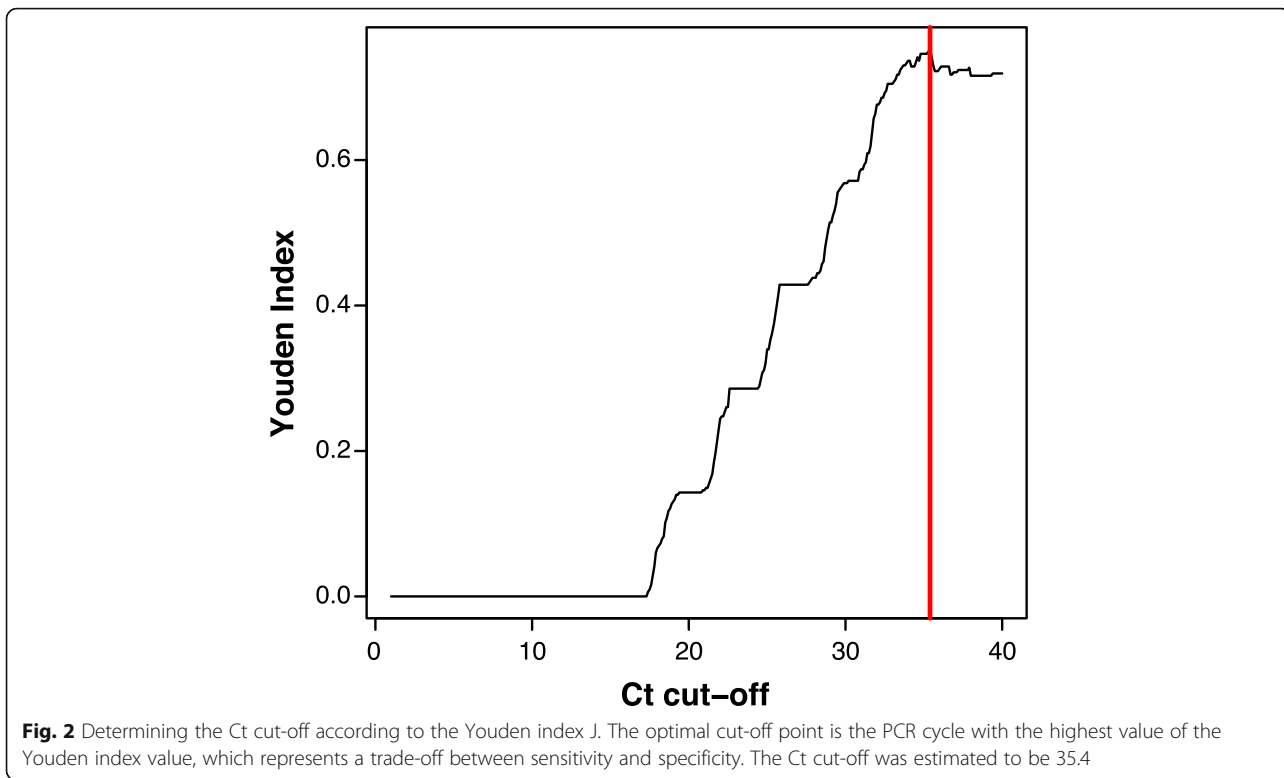 0.6
0.4
0.2
0.0
Youden Index
0 10 20 30 40
Ct cut–off
Fig. 2 Determining the Ct cut-off according to the Youden index J. The optimal cut-off point is the PCR cycle with the highest value of the
Youden index value, which represents a trade-off between sensitivity and specificity. The Ct cut-off was estimated to be 35.4